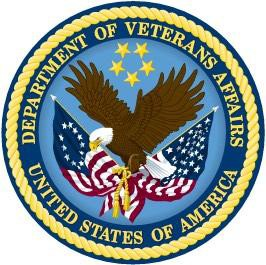 DEPARTMENT OF VETERANS AFFAIRS
UNITED STATES OF AMERICA